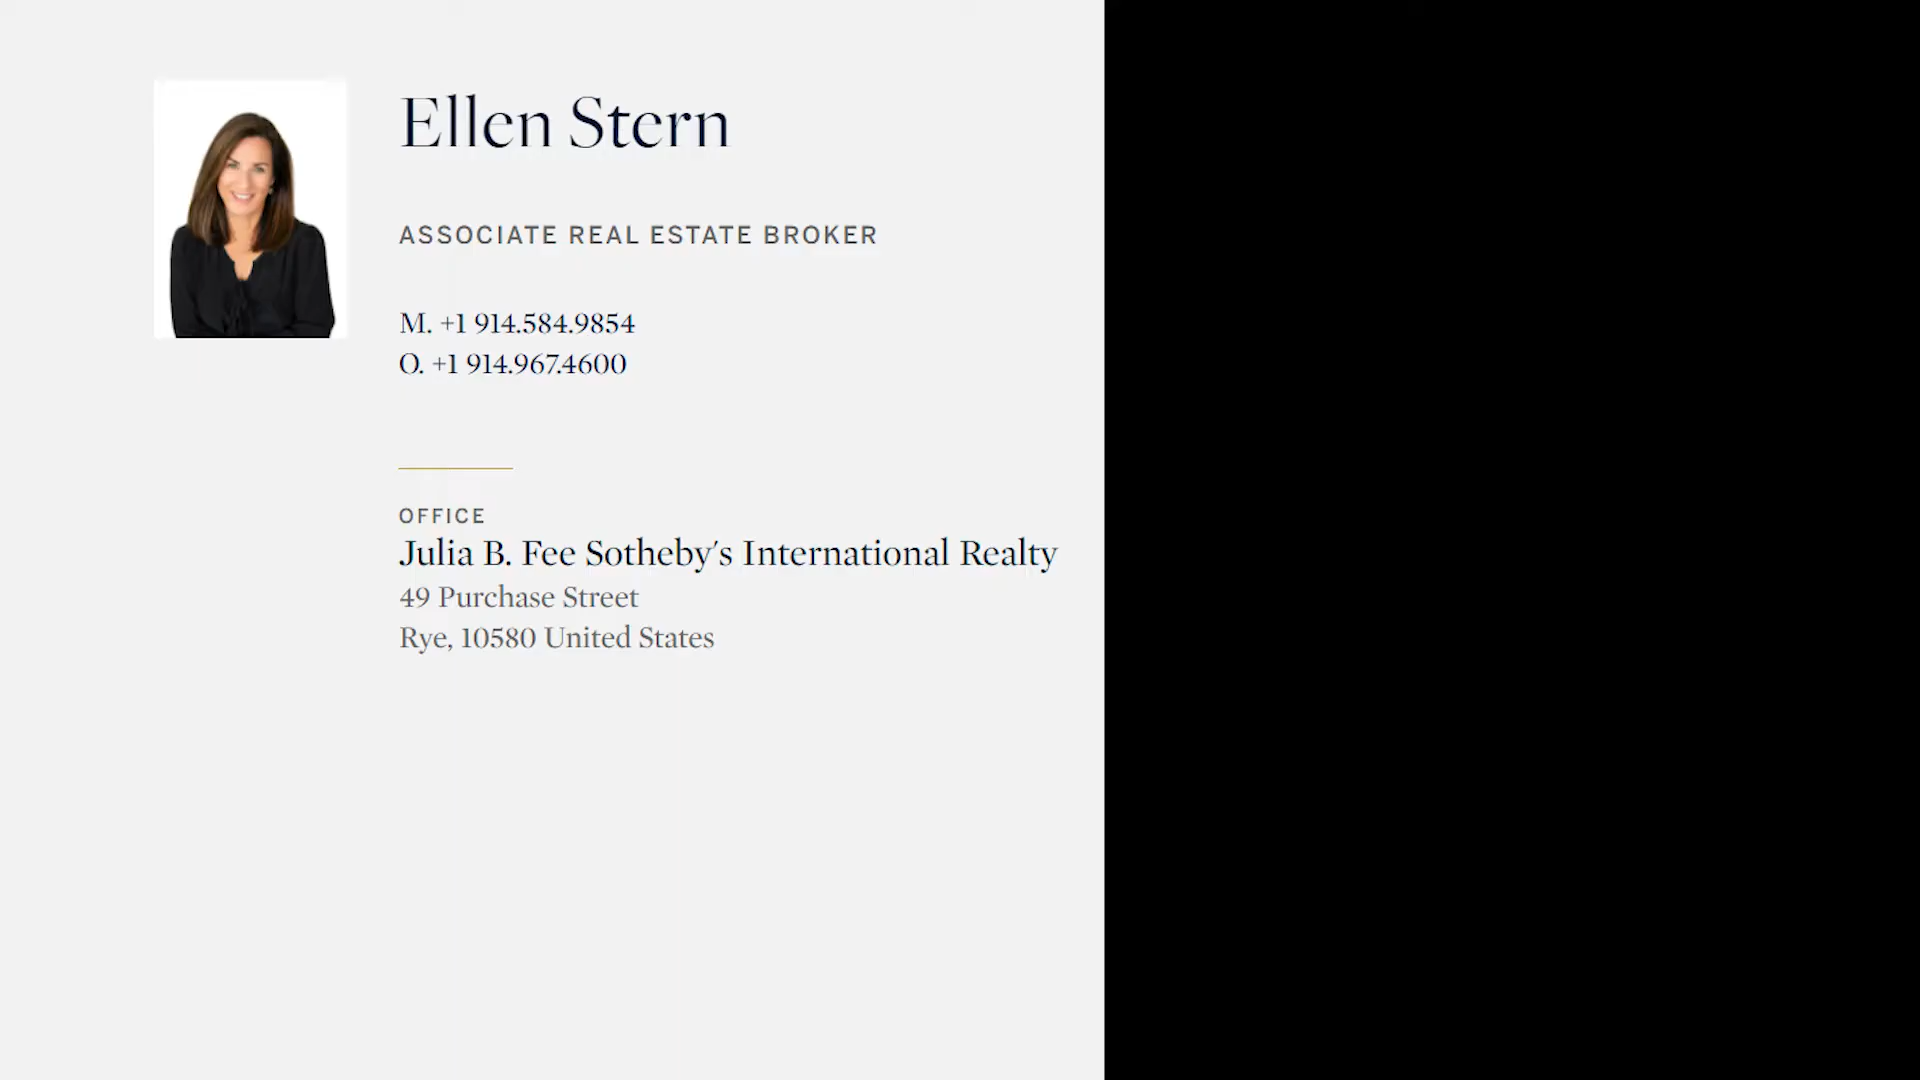 Ellen Stern
ASSOCIATE REAL ESTATE BROKER
M. +1 914.584.9854
O. +1 914.967.4600
OFFICE
Julia B. Fee Sotheby's International Realty
49 Purchase Street
Rye, 10580 United States